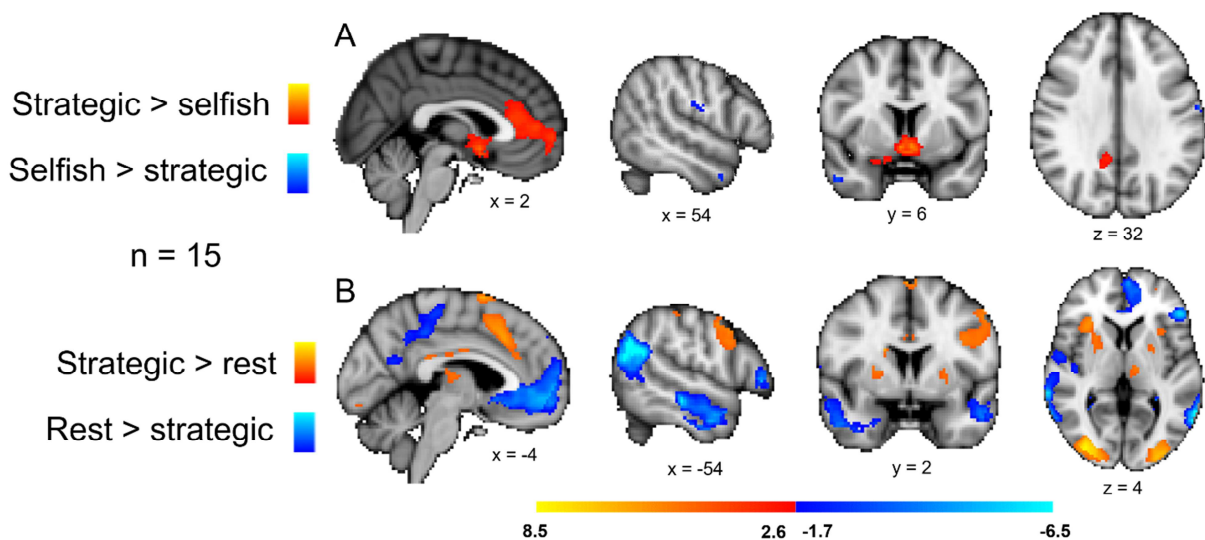 A
Strategic > selfish
Selfish > strategic
x = 2
x = 54
y = 6
z = 32
n = 15
B
Strategic > rest
Rest > strategic
x = -4
x = -54
y = 2
z = 4
8.5 2.6 -1.7 -6.5